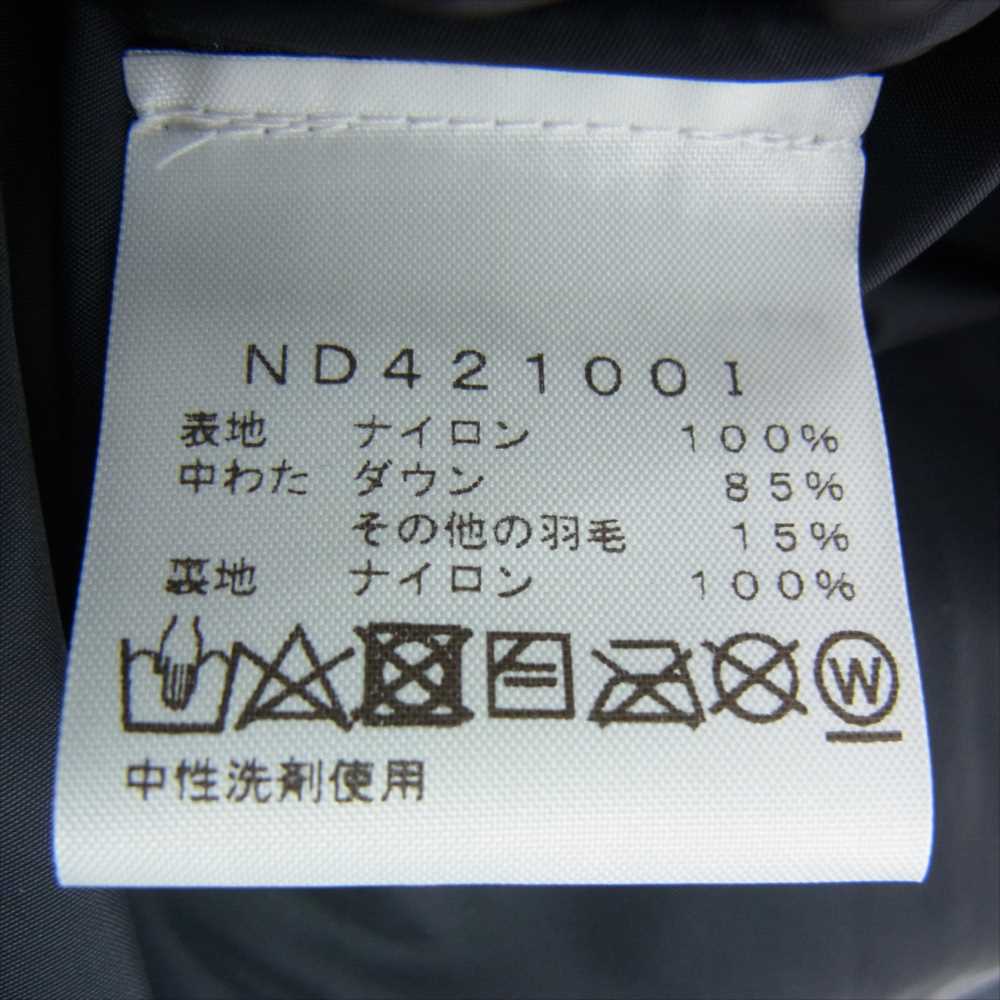 ND42100I
表地 ナイロン 100%
中わた ダウン 85%
その他の羽毛 15%
裏地 ナイロン 100%
W
中性洗剤使用